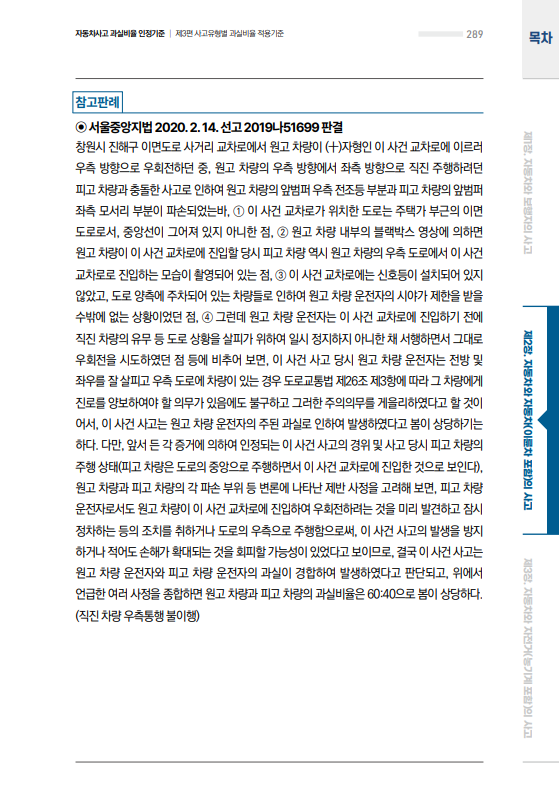 자동차사고 과실비율 인정기준 | 제3편 사고유형별 과실비율 적용기준
289
목차
참고판례
◉ 서울중앙지법 2020. 2. 14. 선고 2019나51699 판결
창원시 진해구 이면도로 사거리 교차로에서 원고 차량이 (十)자형인 이 사건 교차로에 이르러
우측 방향으로 우회전하던 중, 원고 차량의 우측 방향에서 좌측 방향으로 직진 주행하려던
피고 차량과 충돌한 사고로 인하여 원고 차량의 앞범퍼 우측 전조등 부분과 피고 차량의 앞범퍼
좌측 모서리 부분이 파손되었는바, ① 이 사건 교차로가 위치한 도로는 주택가 부근의 이면
도로로서, 중앙선이 그어져 있지 아니한 점, ② 원고 차량 내부의 블랙박스 영상에 의하면
원고 차량이 이 사건 교차로에 진입할 당시 피고 차량 역시 원고 차량의 우측 도로에서 이 사건
교차로로 진입하는 모습이 촬영되어 있는 점, ③ 이 사건 교차로에는 신호등이 설치되어 있지
않았고, 도로 양측에 주차되어 있는 차량들로 인하여 원고 차량 운전자의 시야가 제한을 받을
수밖에 없는 상황이었던 점, ④ 그런데 원고 차량 운전자는 이 사건 교차로에 진입하기 전에
직진 차량의 유무 등 도로 상황을 살피기 위하여 일시 정지하지 아니한 채 서행하면서 그대로
우회전을 시도하였던 점 등에 비추어 보면, 이 사건 사고 당시 원고 차량 운전자는 전방 및
좌우를 잘 살피고 우측 도로에 차량이 있는 경우 도로교통법 제26조 제3항에 따라 그 차량에게
진로를 양보하여야 할 의무가 있음에도 불구하고 그러한 주의의무를 게을리하였다고 할 것이
어서, 이 사건 사고는 원고 차량 운전자의 주된 과실로 인하여 발생하였다고 봄이 상당하기는
하다. 다만, 앞서 든 각 증거에 의하여 인정되는 이 사건 사고의 경위 및 사고 당시 피고 차량의
주행 상태(피고 차량은 도로의 중앙으로 주행하면서 이 사건 교차로에 진입한 것으로 보인다),
원고 차량과 피고 차량의 각 파손 부위 등 변론에 나타난 제반 사정을 고려해 보면, 피고 차량
운전자로서도 원고 차량이 이 사건 교차로에 진입하여 우회전하려는 것을 미리 발견하고 잠시
정차하는 등의 조치를 취하거나 도로의 우측으로 주행함으로써, 이 사건 사고의 발생을 방지
하거나 적어도 손해가 확대되는 것을 회피할 가능성이 있었다고 보이므로, 결국 이 사건 사고는
원고 차량 운전자와 피고 차량 운전자의 과실이 경합하여 발생하였다고 판단되고, 위에서
언급한 여러 사정을 종합하면 원고 차량과 피고 차량의 과실비율은 60:40으로 봄이 상당하다.
(직진 차량 우측통행 불이행)
제1장. 자동차와 보행자의 사고
제2장. 자동차와 자동차(이륜차 포함)의 사고
제3장. 자동차와 자전거(농기계 포함)의 사고